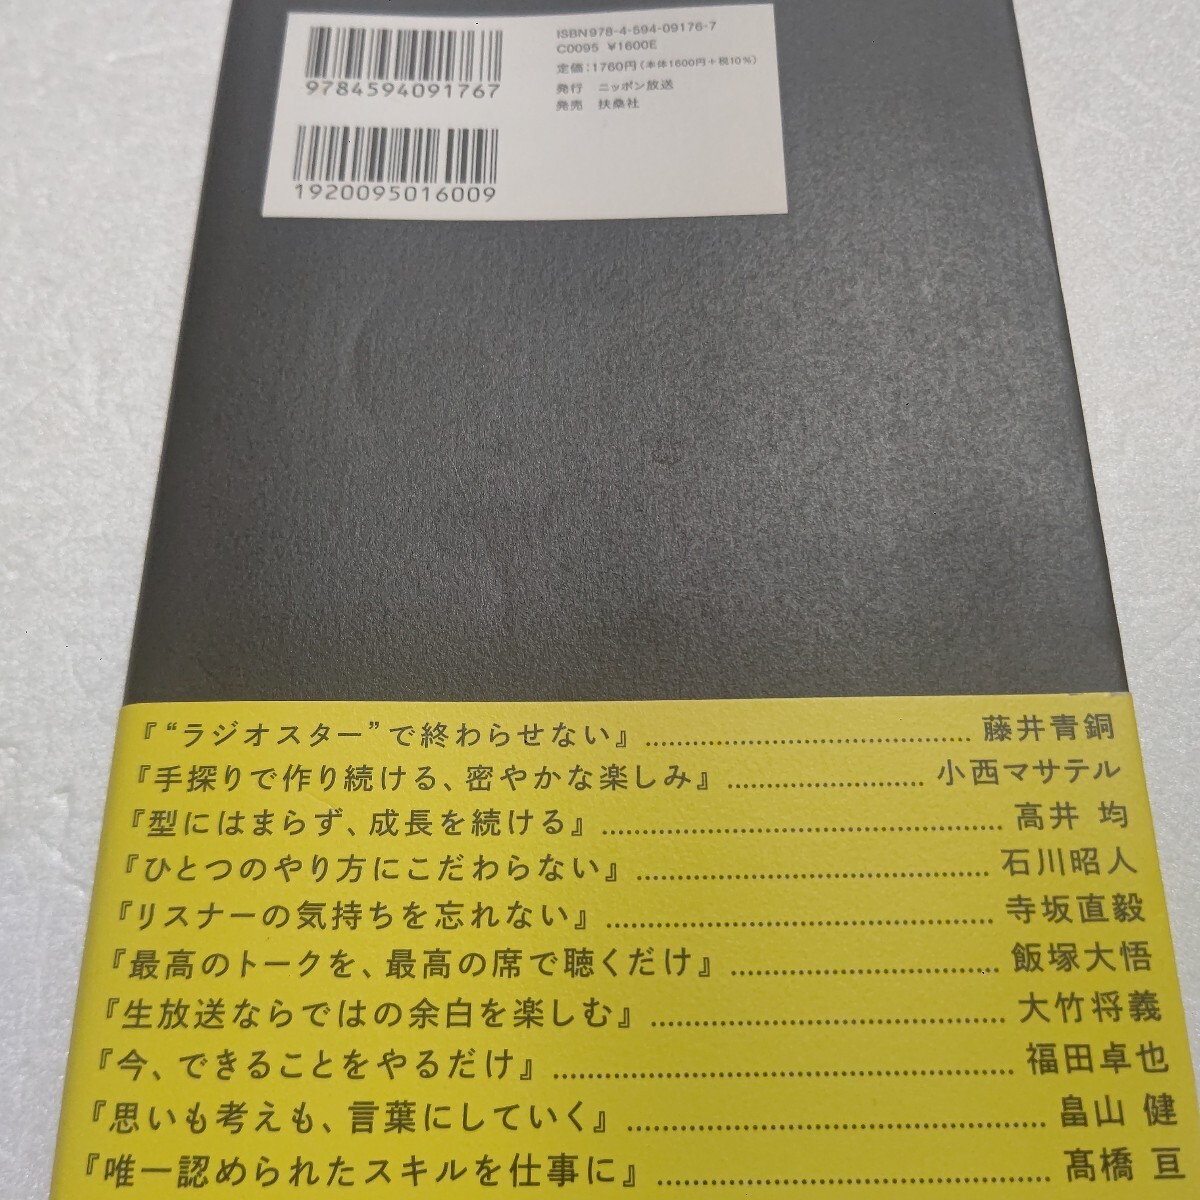 ISBN978-4-594-09176-7
C0095 ¥1600E
定価:1760円(本体1600円+税10%)
発行 ニッポン放送
発売 扶桑社
9784594091767
1920095016009
『“ラジオスター”で終わらせない』……………………藤井青銅
『手探りで作り続ける、密やかな楽しみ』……………小西マサテル
『型にはまらず、成長を続ける』…………………………高井 均
『ひとつのやり方にこだわらない』……………………石川昭人
『リスナーの気持ちを忘れない』………………………寺坂直毅
『最高のトークを、最高の席で聴くだけ』……………飯塚大悟
『生放送ならではの余白を楽しむ』……………………大竹将義
『今、できることをやるだけ』…………………………福田卓也
『思いも考えも、言葉にしていく』……………………畠山 健
『唯一認められたスキルを仕事に』……………………髙橋 亘